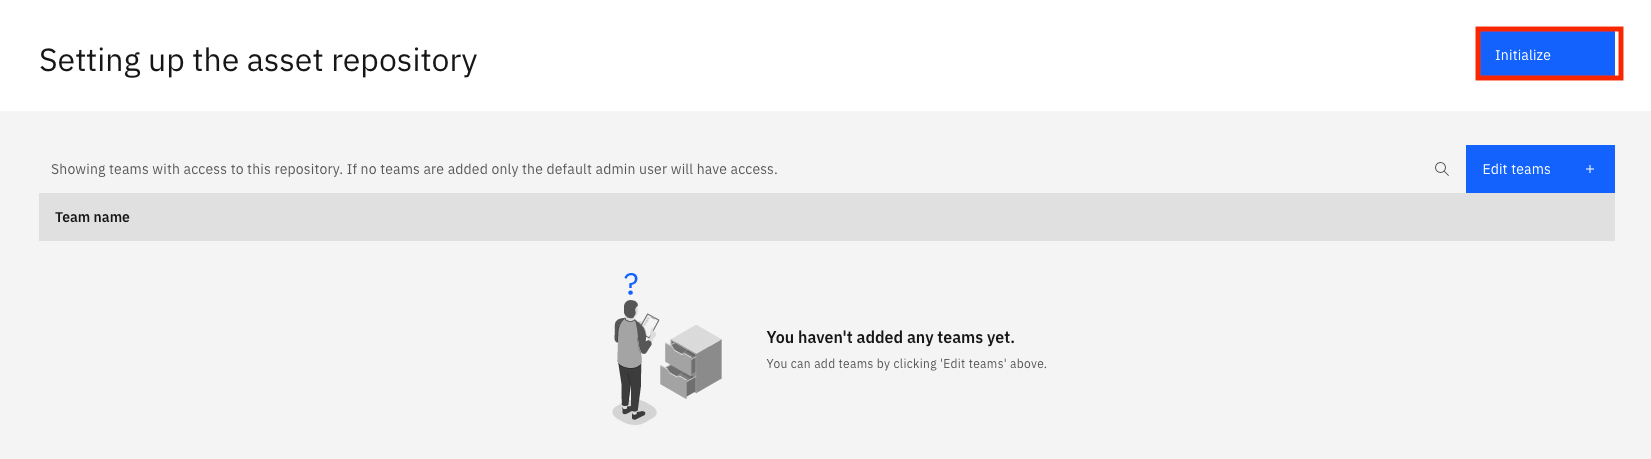 Setting up the asset repository
Initialize
Showing teams with access to this repository. If no teams are added only the default admin user will have access.
Edit teams +
Team name
?
You haven't added any teams yet.
You can add teams by clicking 'Edit teams' above.